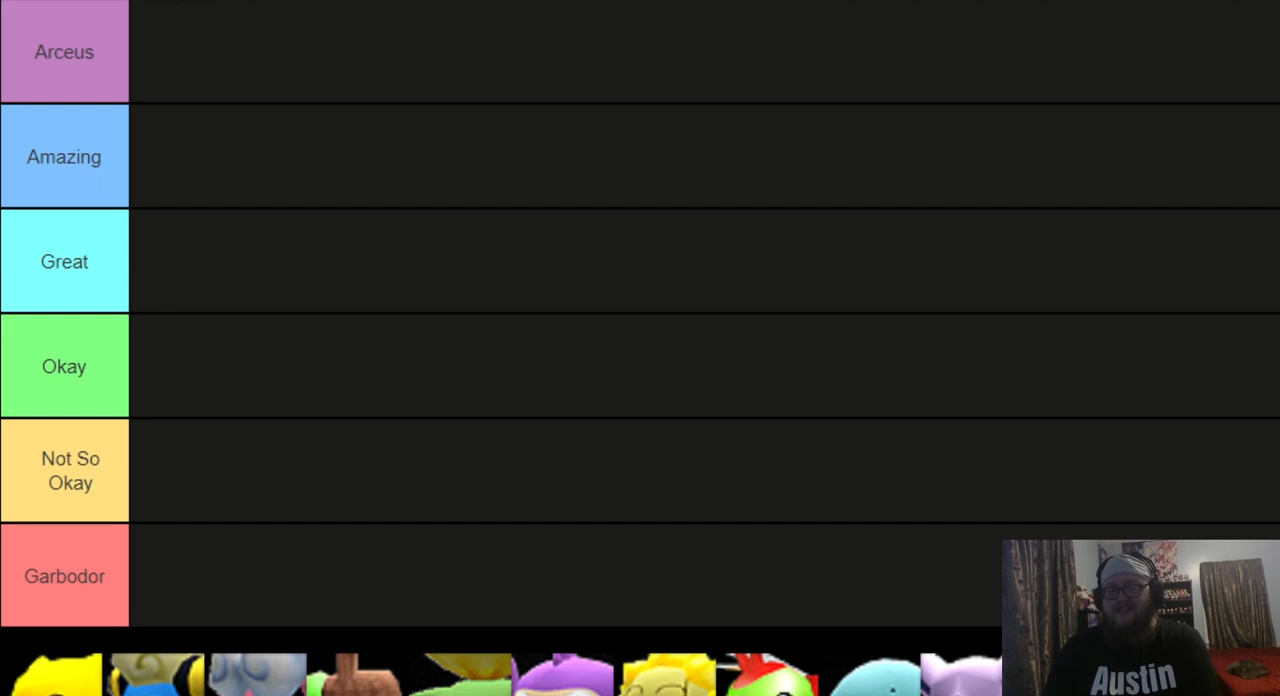 Arceus
Amazing
Great
Okay
Not So
Okay
Garbodor
Austin